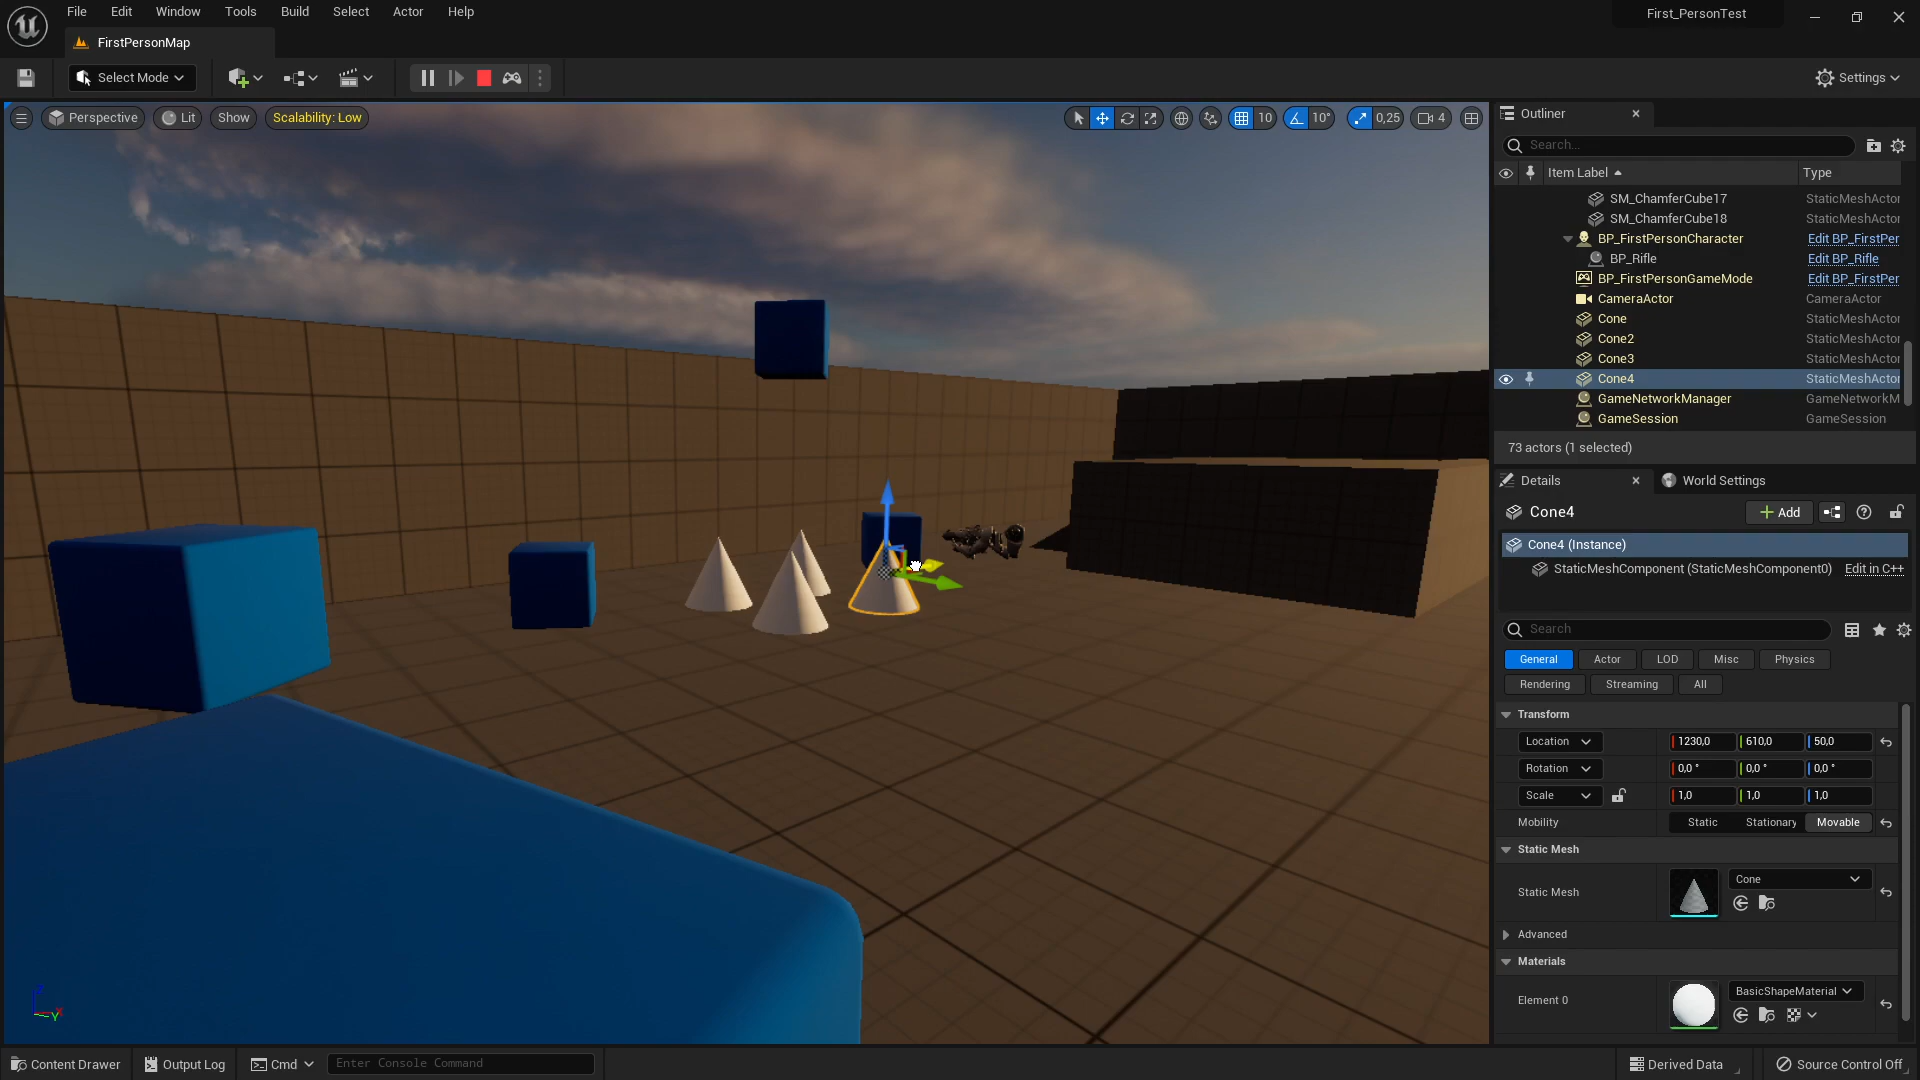 File Edit Window Tools Build Select Actor Help
First_PersonTest
FirstPersonMap
Select Mode
Settings
Perspective Lit Show Scalability: Low
10 10° 0,25 4
Outliner
Search...
Item Label Type
SM_ChamferCube17 StaticMeshActor
SM_ChamferCube18 StaticMeshActor
BP_FirstPersonCharacter Edit BP_FirstPer
BP_Rifle Edit BP_Rifle
BP_FirstPersonGameMode Edit BP_FirstPer
CameraActor CameraActor
Cone StaticMeshActor
Cone2 StaticMeshActor
Cone3 StaticMeshActor
Cone4 StaticMeshActor
GameNetworkManager GameNetworkM
GameSession GameSession
73 actors (1 selected)
Details World Settings
Cone4 Add
Cone4 (Instance)
StaticMeshComponent (StaticMeshComponent0) Edit in C++
Search
General Actor LOD Misc Physics
Rendering Streaming All
Transform
Location 1230,0 610,0 50,0
Rotation 0,0 ° 0,0 ° 0,0 °
Scale 1,0 1,0 1,0
Mobility Static Stationary Movable
Static Mesh
Static Mesh Cone
Advanced
Materials
Element 0 BasicShapeMaterial
Z
X
Y
Content Drawer Output Log Cmd Enter Console Command Derived Data Source Control Off